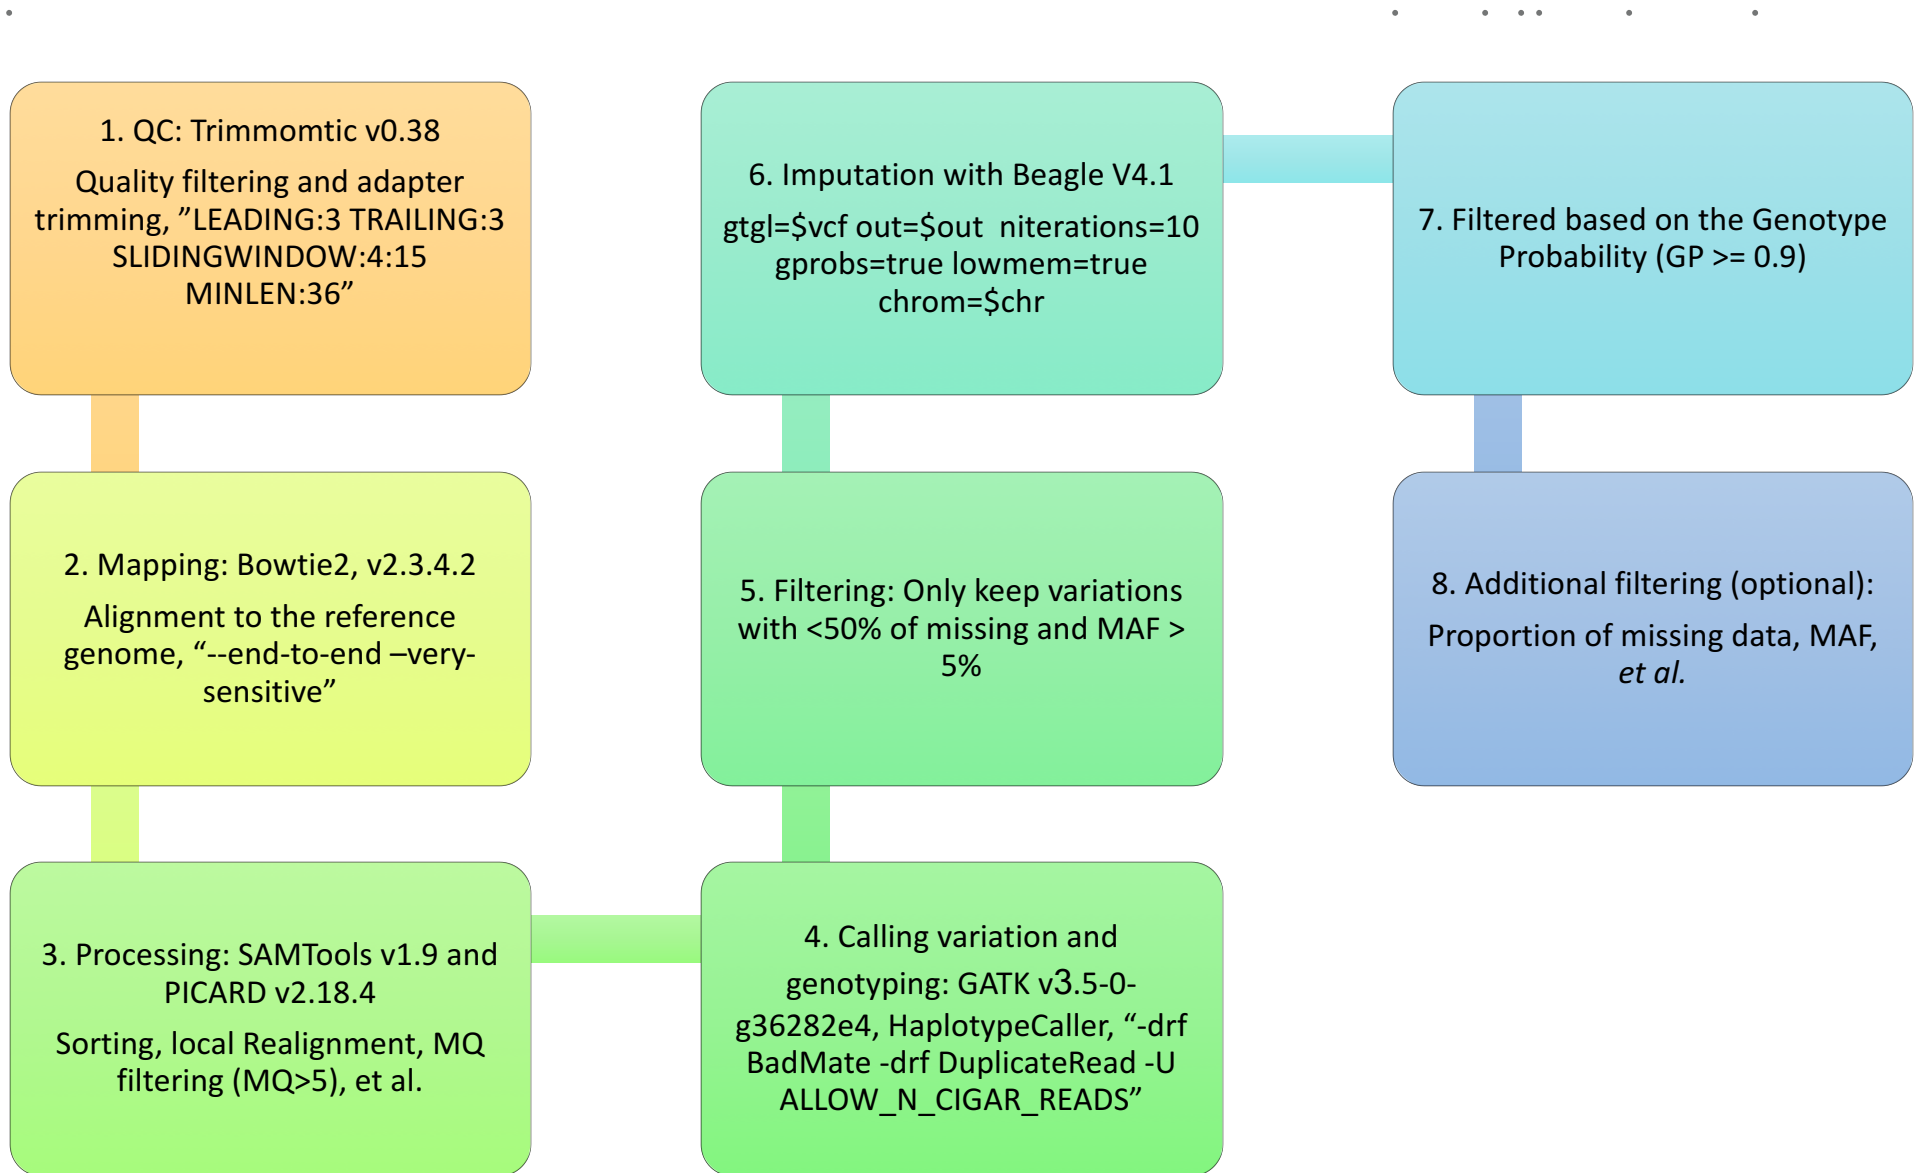 1. QC: Trimmomtic v0.38
Quality filtering and adapter
trimming, ”LEADING:3 TRAILING:3
SLIDINGWINDOW:4:15
MINLEN:36”
2. Mapping: Bowtie2, v2.3.4.2
Alignment to the reference
genome, “--end-to-end –very-
sensitive”
3. Processing: SAMTools v1.9 and
PICARD v2.18.4
Sorting, local Realignment, MQ
filtering (MQ>5), et al.
4. Calling variation and
genotyping: GATK v3.5-0-
g36282e4, HaplotypeCaller, “-drf
BadMate -drf DuplicateRead -U
ALLOW_N_CIGAR_READS”
5. Filtering: Only keep variations
with <50% of missing and MAF >
5%
6. Imputation with Beagle V4.1
gtgl=$vcf out=$out  niterations=10
gprobs=true lowmem=true
chrom=$chr
7. Filtered based on the Genotype
Probability (GP >= 0.9)
8. Additional filtering (optional):
Proportion of missing data, MAF,
et al.